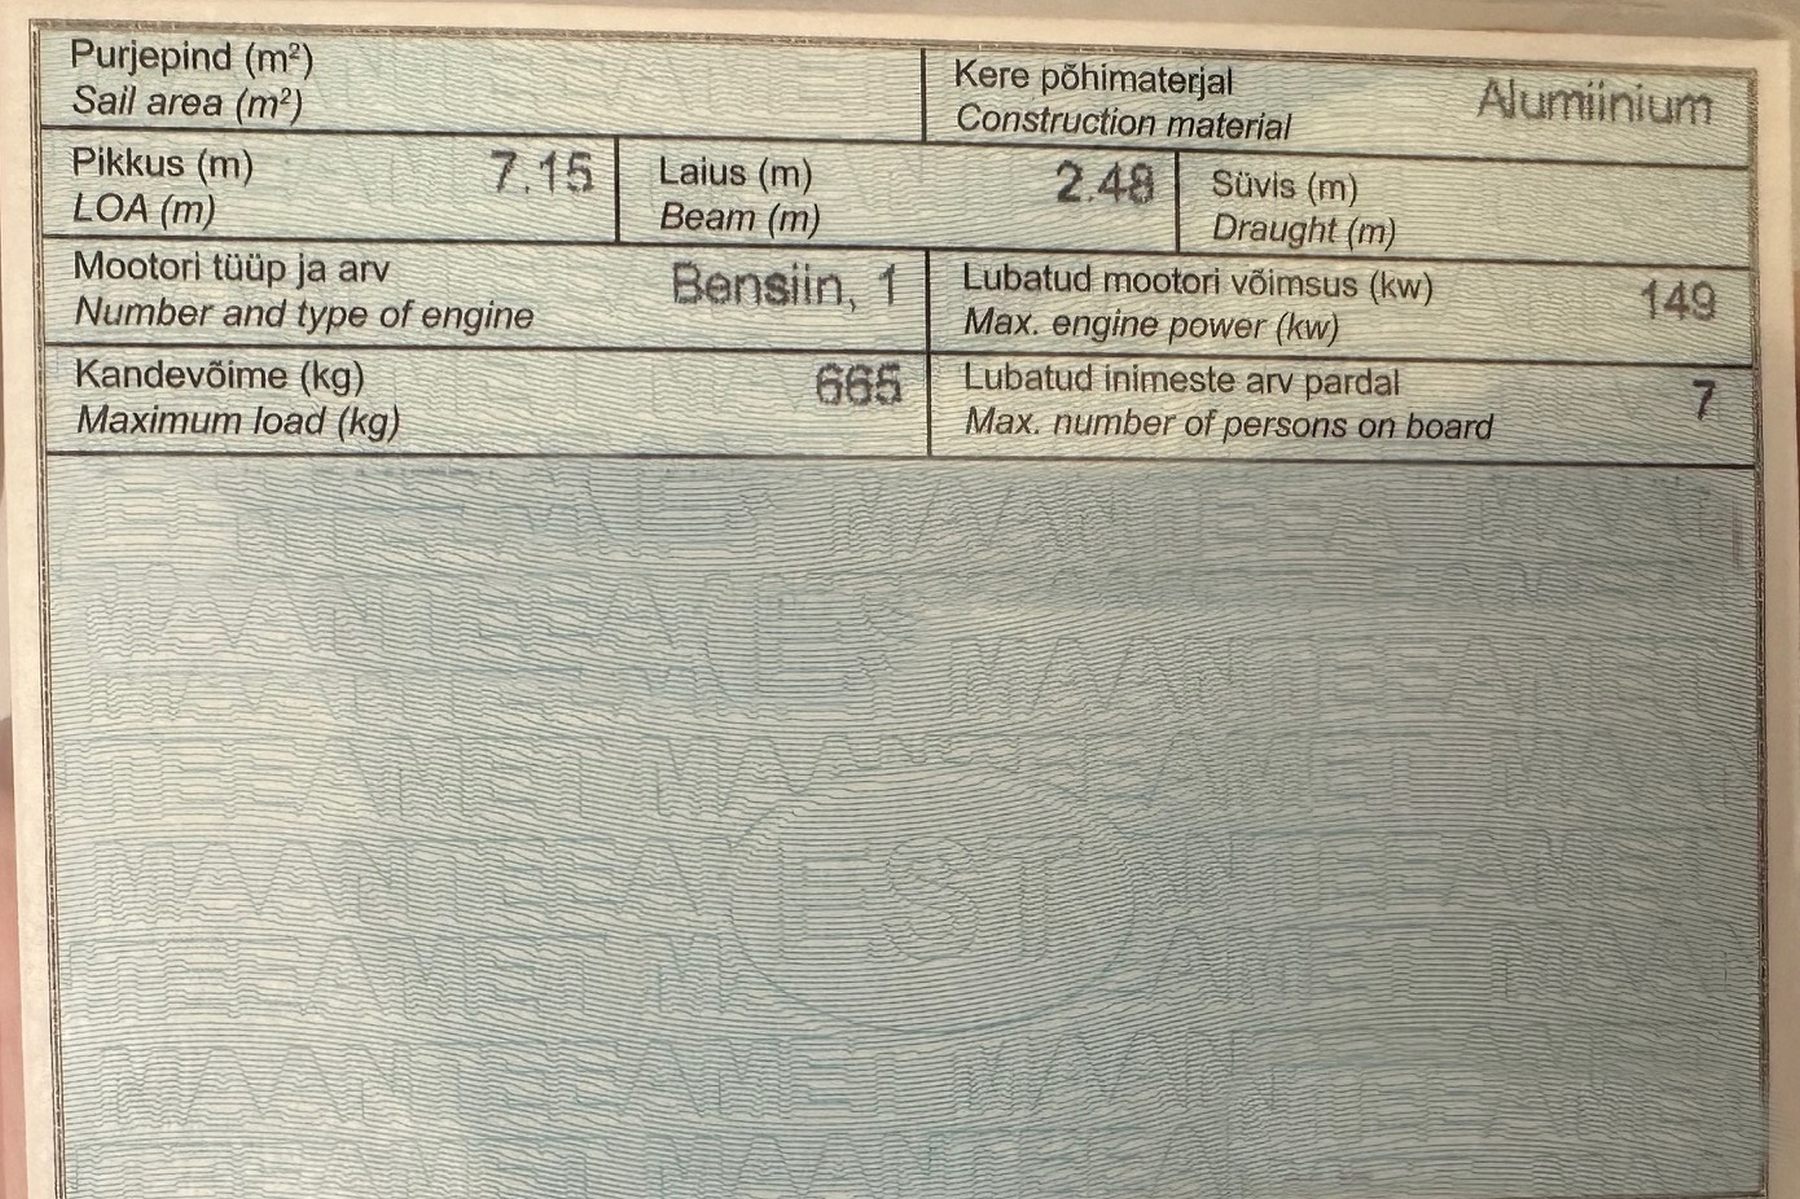 Purjepind (m²)
Sail area (m²)
Kere põhimaterjal
Construction material
Alumiinium
Pikkus (m)
LOA (m)
7.15
Laius (m)
Beam (m)
2.48
Süvis (m)
Draught (m)
Mootori tüüp ja arv
Number and type of engine
Bensiin, 1
Lubatud mootori võimsus (kw)
Max. engine power (kw)
149
Kandevõime (kg)
Maximum load (kg)
665
Lubatud inimeste arv pardal
Max. number of persons on board
7
MAANTEEAMET
EST